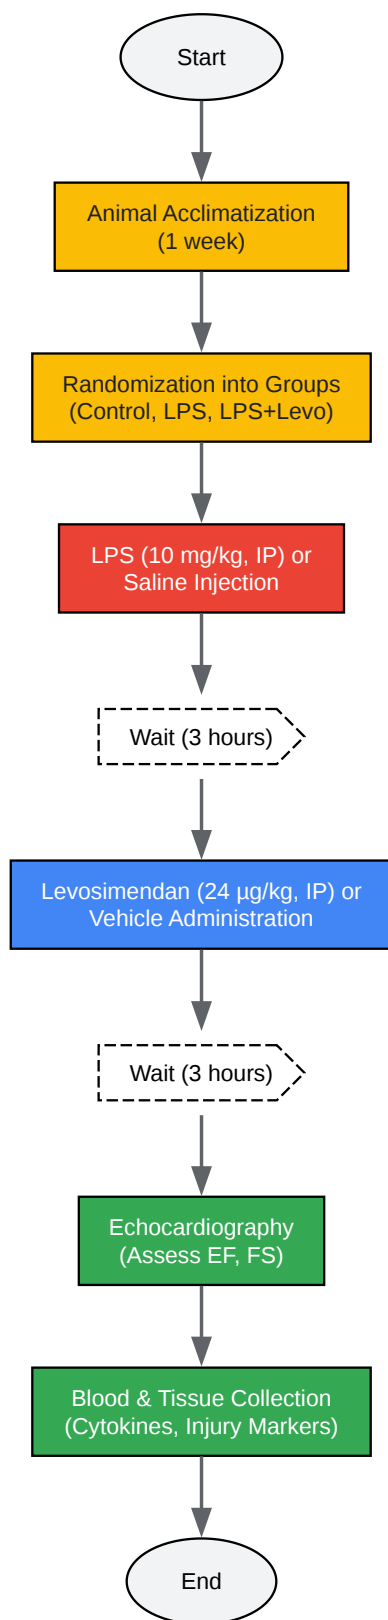 Start
Animal Acclimatization
(1 week)
Randomization into Groups
(Control, LPS, LPS+Levo)
LPS (10 mg/kg, IP) or
Saline Injection
Wait (3 hours)
Levosimendan (24 µg/kg, IP) or
Vehicle Administration
Wait (3 hours)
Echocardiography
(Assess EF, FS)
Blood & Tissue Collection
(Cytokines, Injury Markers)
End